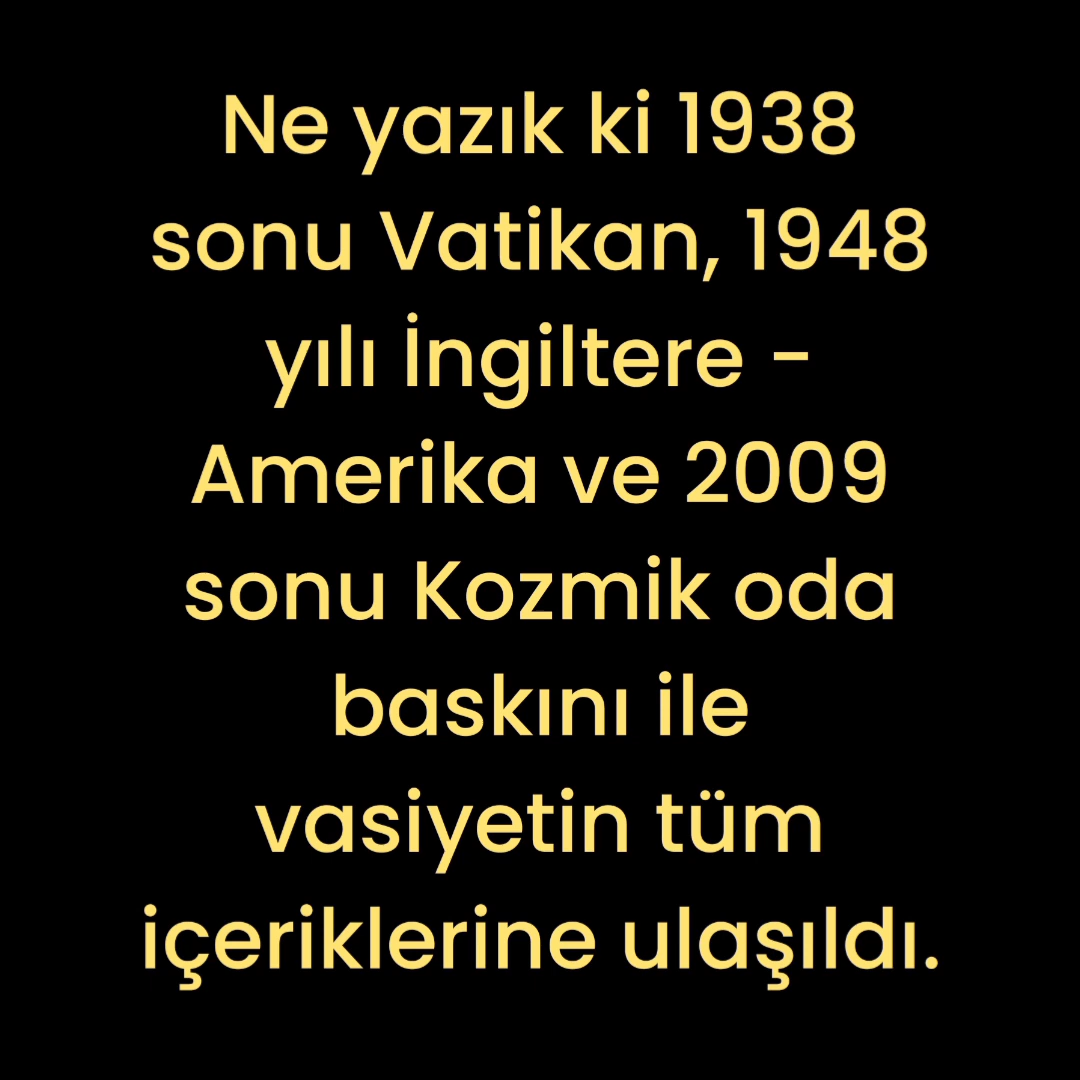 Ne yazık ki 1938
sonu Vatikan, 1948
yılı İngiltere -
Amerika ve 2009
sonu Kozmik oda
baskını ile
vasiyetin tüm
içeriklerine ulaşıldı.